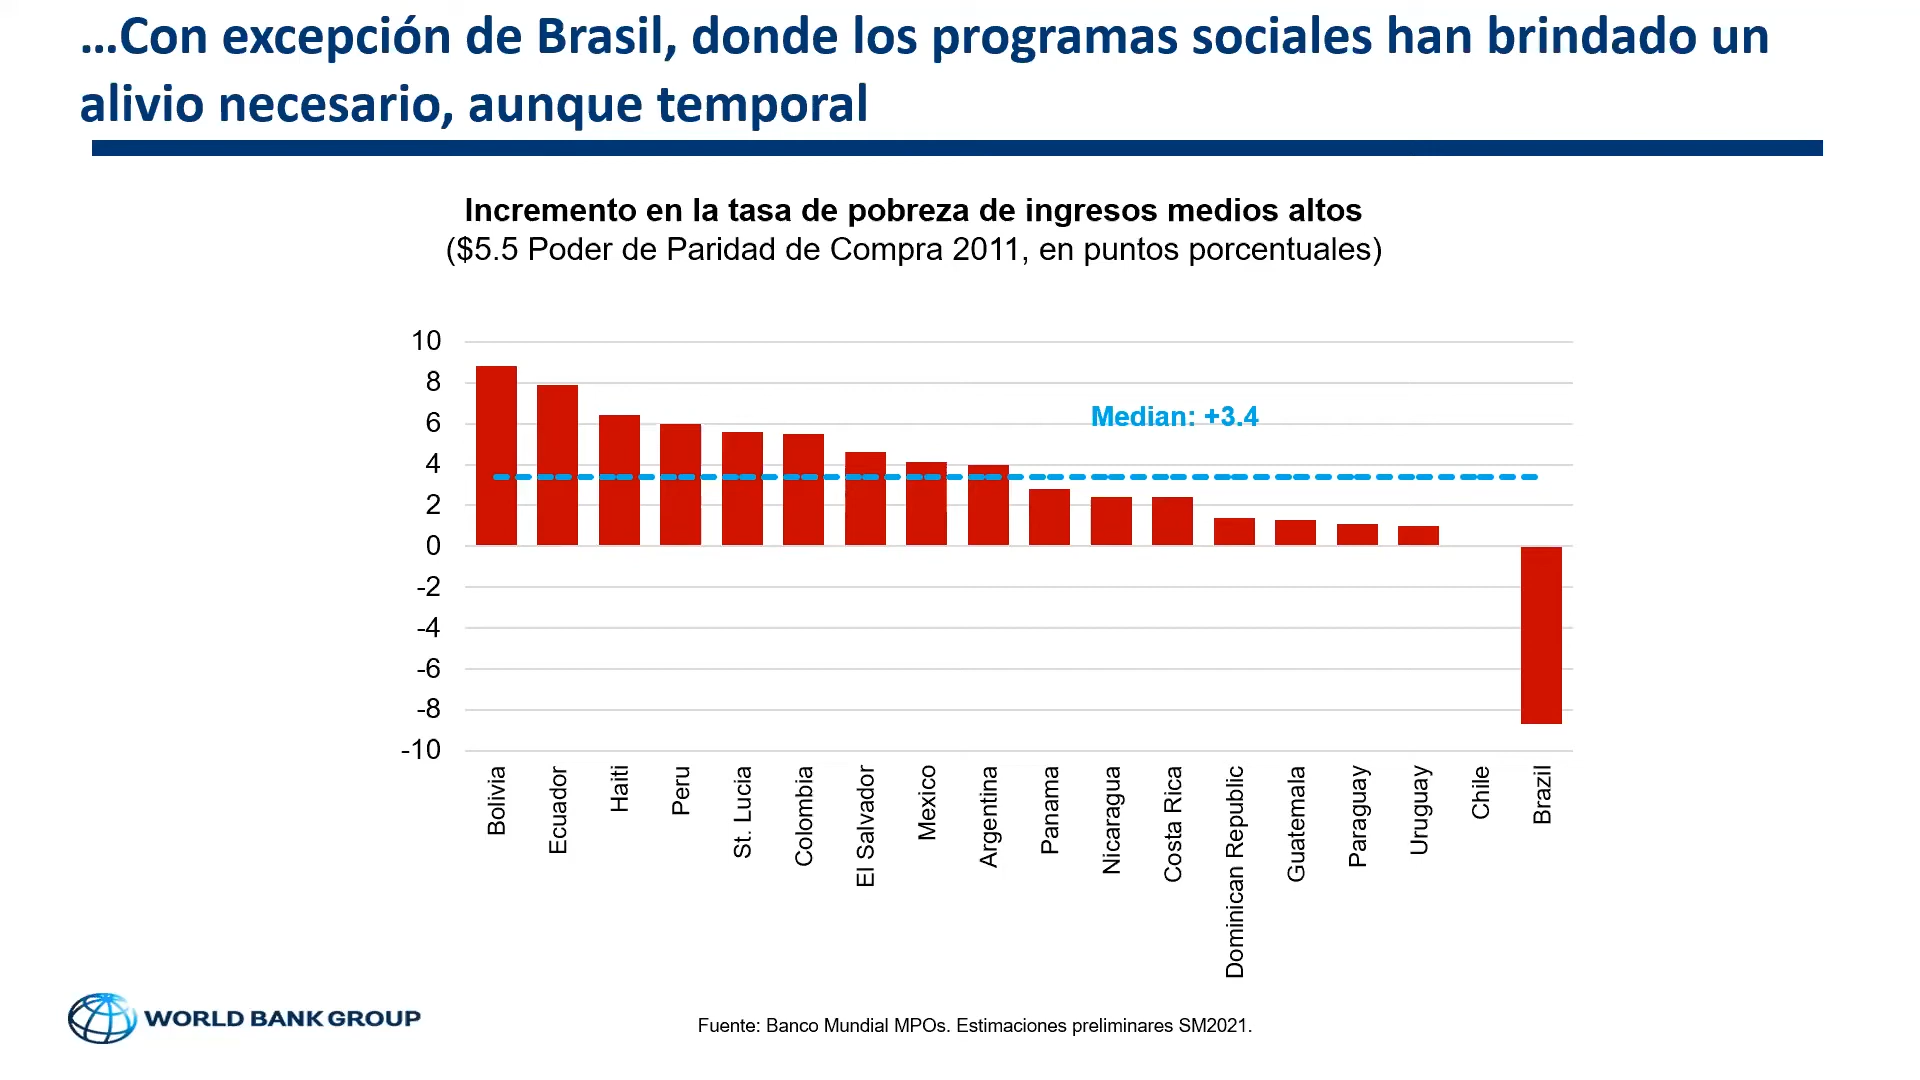 ...Con excepción de Brasil, donde los programas sociales han brindado un
alivio necesario, aunque temporal
Incremento en la tasa de pobreza de ingresos medios altos
($5.5 Poder de Paridad de Compra 2011, en puntos porcentuales)
10
8
6
4
2
0
-2
-4
-6
-8
-10
Median: +3.4
Bolivia
Ecuador
Haiti
Peru
St. Lucia
Colombia
El Salvador
Mexico
Argentina
Panama
Nicaragua
Costa Rica
Dominican Republic
Guatemala
Paraguay
Uruguay
Chile
Brazil
WORLD BANK GROUP
Fuente: Banco Mundial MPOs. Estimaciones preliminares SM2021.